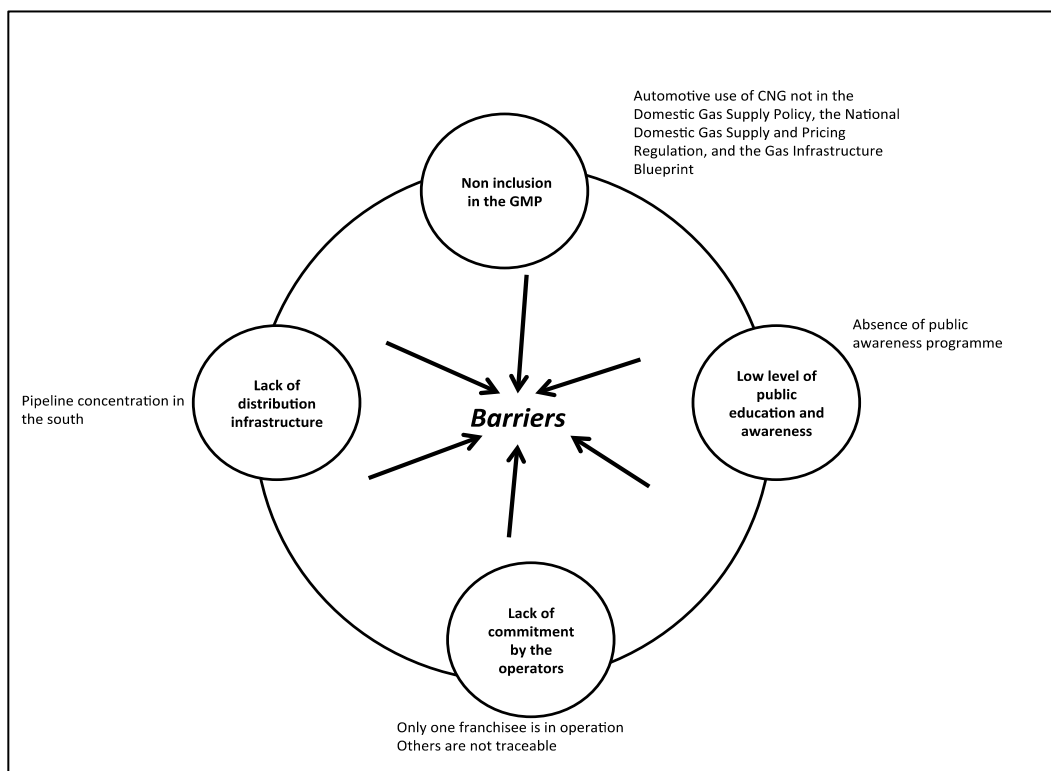 Automotive use of CNG not in the
Domestic Gas Supply Policy, the National
Domestic Gas Supply and Pricing
Regulation, and the Gas Infrastructure
Blueprint
Non inclusion
in the GMP
Absence of public
awareness programme
Lack of
distribution
infrastructure
Pipeline concentration in
the south
Barriers
Low level of
public
education and
awareness
Lack of
commitment
by the
operators
Only one franchisee is in operation
Others are not traceable